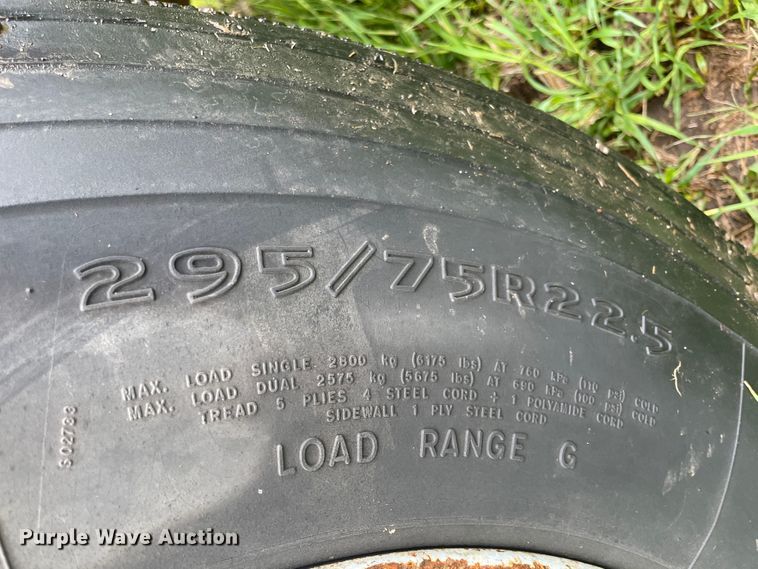 295/75R22.5
MAX. LOAD SINGLE 2800 kg (6175 lbs) AT 760 kPa (110 psi) COLD
MAX. LOAD DUAL 2575 kg (5675 lbs) AT 690 kPa (100 psi) COLD
TREAD 5 PLIES 4 STEEL CORD + 1 POLYAMIDE CORD
SIDEWALL 1 PLY STEEL CORD
LOAD RANGE G
S02733
Purple Wave Auction